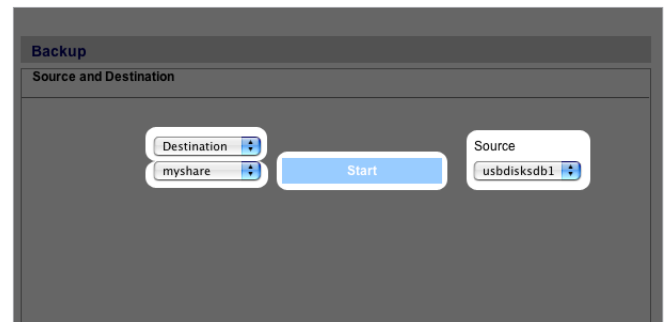 Backup
Source and Destination
Destination
myshare
Start
Source
usbdisksdb1